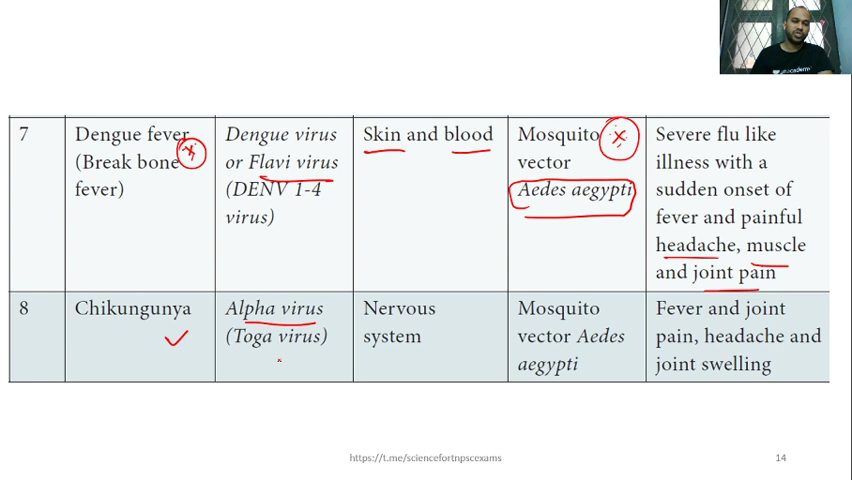 7
Dengue fever
(Break bone
fever)
Dengue virus
or Flavi virus
(DENV 1-4
virus)
Skin and blood
Mosquito
vector
Aedes aegypti
Severe flu like
illness with a
sudden onset of
fever and painful
headache, muscle
and joint pain
8
Chikungunya
Alpha virus
(Toga virus)
Nervous
system
Mosquito
vector Aedes
aegypti
Fever and joint
pain, headache and
joint swelling
https://t.me/sciencefortnpscexams
14